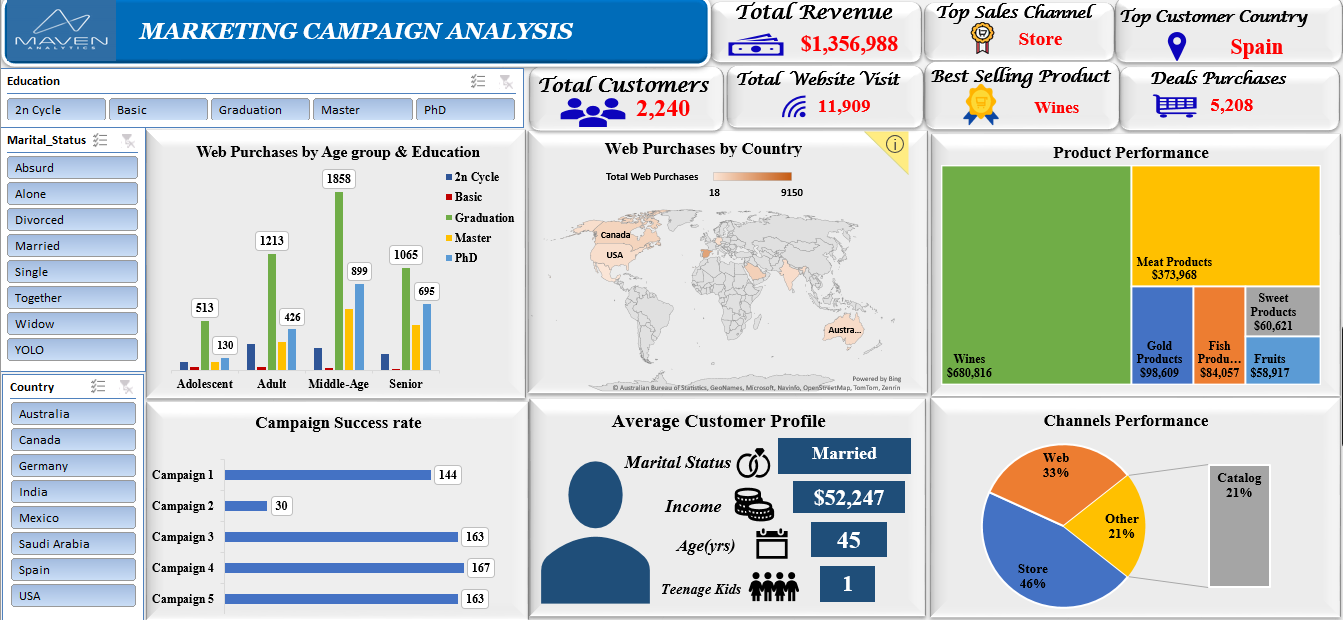 MAVEN
ANALYTICS
MARKETING CAMPAIGN ANALYSIS
Total Revenue
$1,356,988
Top Sales Channel
Store
Top Customer Country
Spain
Education
2n Cycle
Basic
Graduation
Master
PhD
Total Customers
2,240
Total Website Visit
11,909
Best Selling Product
Wines
Deals Purchases
5,208
Marital_Status
Absurd
Alone
Divorced
Married
Single
Together
Widow
YOLO
Country
Australia
Canada
Germany
India
Mexico
Saudi Arabia
Spain
USA
Web Purchases by Age group & Education
2n Cycle
Basic
Graduation
Master
PhD
513
130
1213
426
1858
899
1065
695
Adolescent
Adult
Middle-Age
Senior
Web Purchases by Country
Total Web Purchases
18
9150
Canada
USA
Austra...
Powered by Bing
© Australian Bureau of Statistics, GeoNames, Microsoft, Navinfo, OpenStreetMap, TomTom, Zenrin
Product Performance
Wines
$680,816
Meat Products
$373,968
Gold
Products
$98,609
Fish
Produ...
$84,057
Sweet
Products
$60,621
Fruits
$58,917
Campaign Success rate
Campaign 1
144
Campaign 2
30
Campaign 3
163
Campaign 4
167
Campaign 5
163
Average Customer Profile
Marital Status
Married
Income
$52,247
Age(yrs)
45
Teenage Kids
1
Channels Performance
Web
33%
Other
21%
Store
46%
Catalog
21%